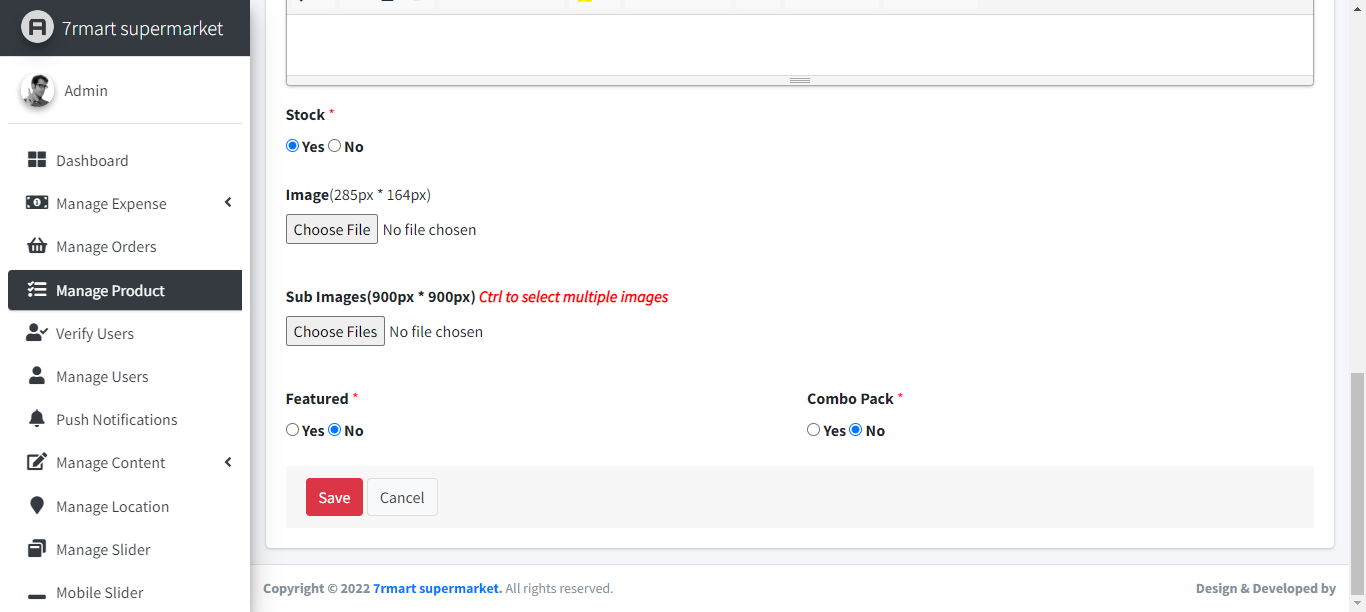 7rmart supermarket
Admin
Dashboard
Manage Expense
Manage Orders
Manage Product
Verify Users
Manage Users
Push Notifications
Manage Content
Manage Location
Manage Slider
Mobile Slider
Stock *
Yes No
Image(285px * 164px)
Choose File No file chosen
Sub Images(900px * 900px) Ctrl to select multiple images
Choose Files No file chosen
Featured *
Yes No
Combo Pack *
Yes No
Save Cancel
Copyright © 2022 7rmart supermarket. All rights reserved.
Design & Developed by